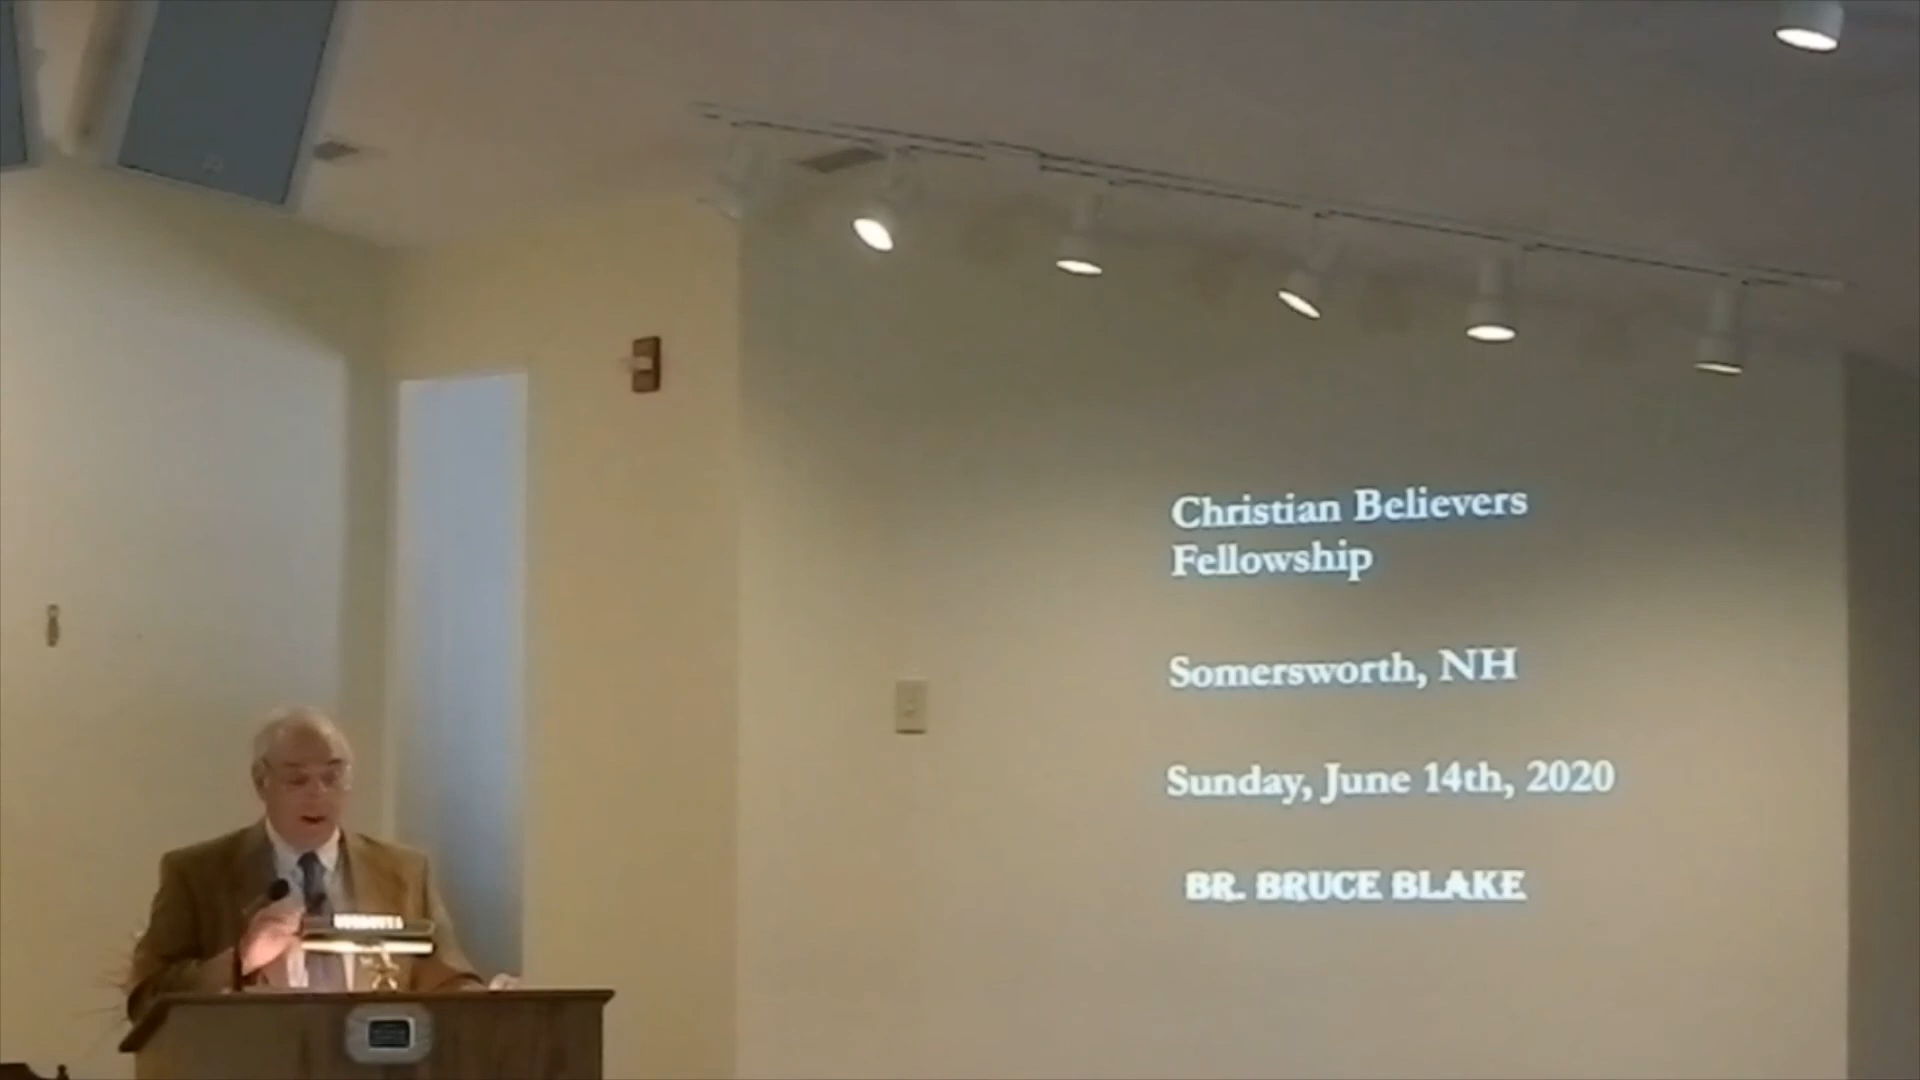 Christian Believers
Fellowship
Somersworth, NH
Sunday, June 14th, 2020
BR. BRUCE BLAKE